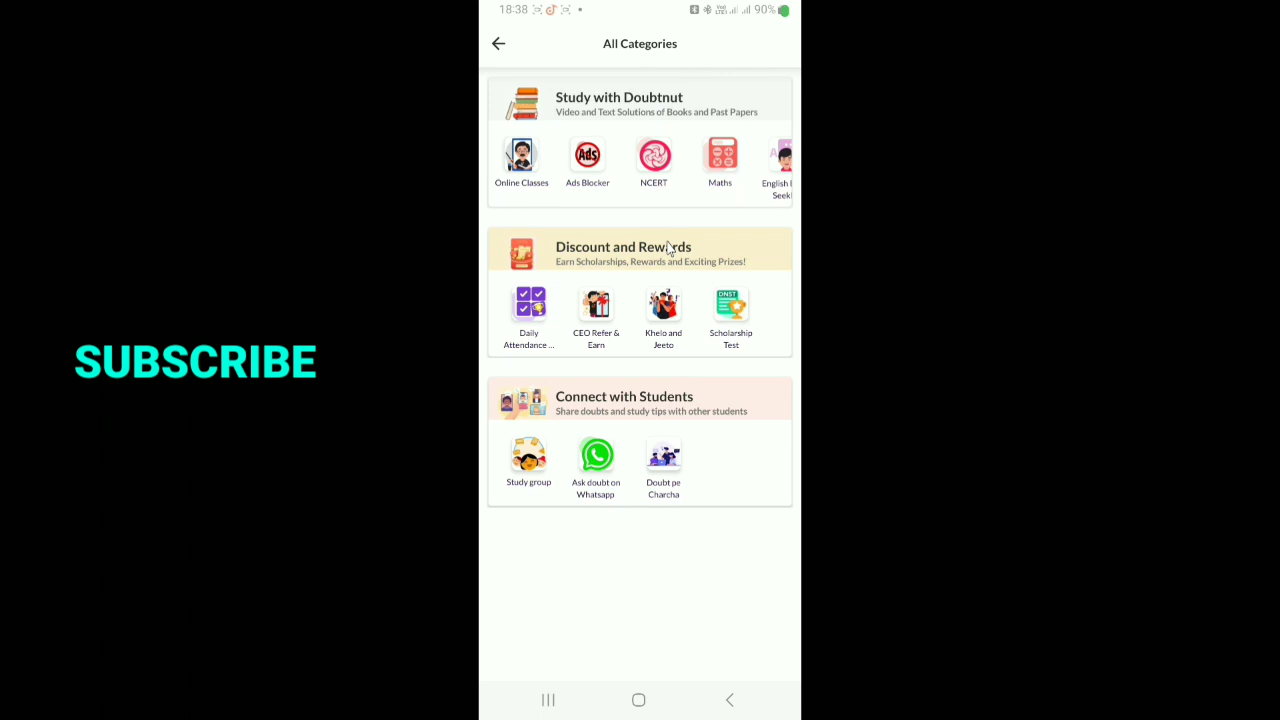 18:38
90%
All Categories
Study with Doubtnut
Video and Text Solutions of Books and Past Papers
Online Classes
Ads
Ads Blocker
NCERT
Maths
English
Seek
Discount and Rewards
Earn Scholarships, Rewards and Exciting Prizes!
Daily
Attendance ...
CEO Refer &
Earn
Khelo and
Jeeto
DNST
Scholarship
Test
Connect with Students
Share doubts and study tips with other students
Study group
Ask doubt on
Whatsapp
Doubt pe
Charcha
SUBSCRIBE